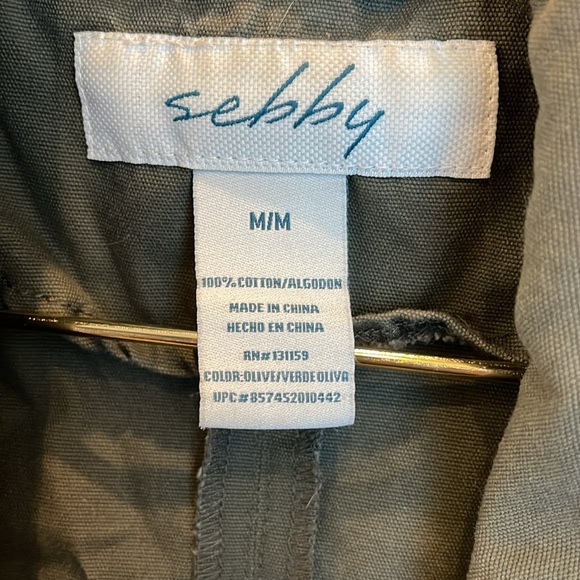 sebby
M/M
100% COTTON/ALGODON
MADE IN CHINA
HECHO EN CHINA
RN# 131159
COLOR:OLIVE/VERDE OLIVA
UPC# 857452010442